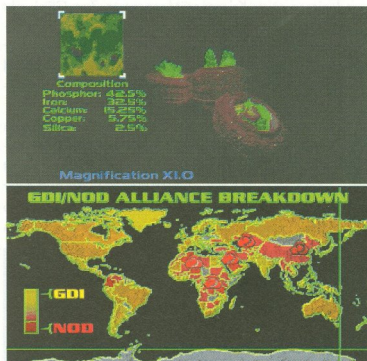 Composition
Phosphor: 42.5%
Iron: 32.5%
Calcium: 15.25%
Copper: 5.75%
Silica: 2.5%
Magnification X1.0
GDI/NOD ALLIANCE BREAKDOWN
GDI
NOD